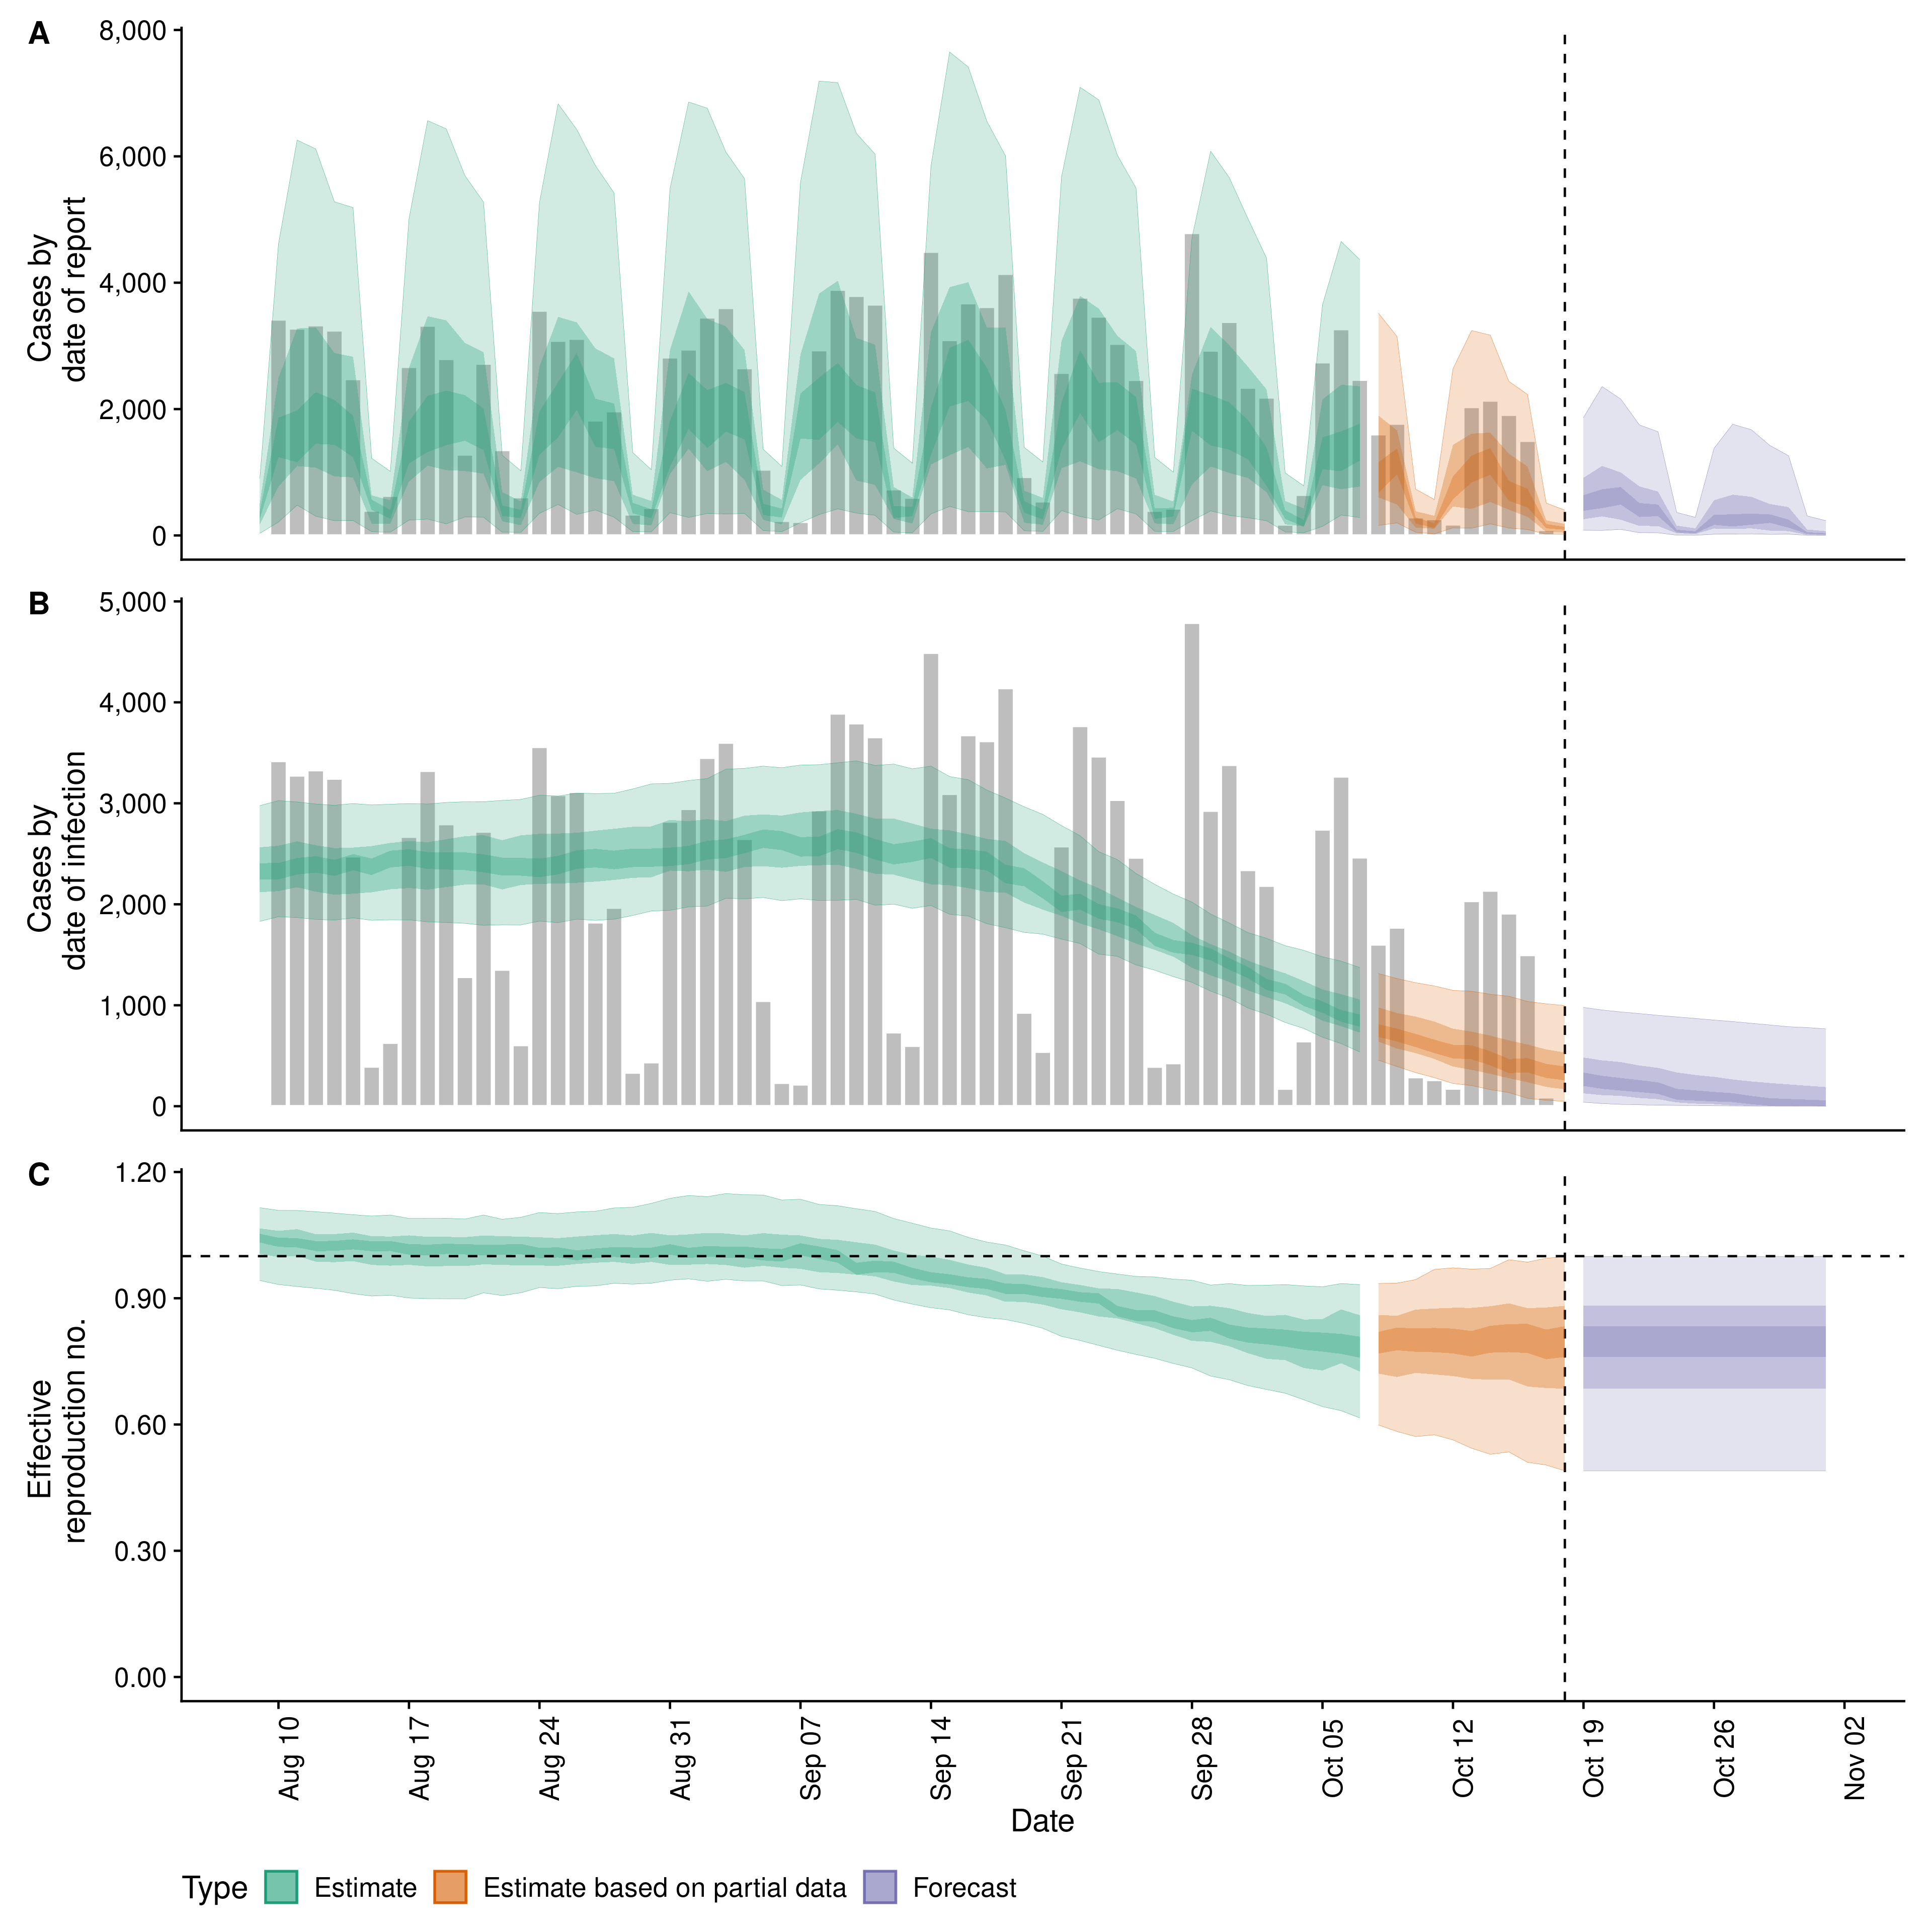 A
8,000
6,000
4,000
2,000
0
Cases by
date of report
B
5,000
4,000
3,000
2,000
1,000
0
Cases by
date of infection
C
1.20
0.90
0.60
0.30
0.00
Effective
reproduction no.
Aug 10
Aug 17
Aug 24
Aug 31
Sep 07
Sep 14
Sep 21
Sep 28
Oct 05
Oct 12
Oct 19
Oct 26
Nov 02
Date
Type Estimate Estimate based on partial data Forecast